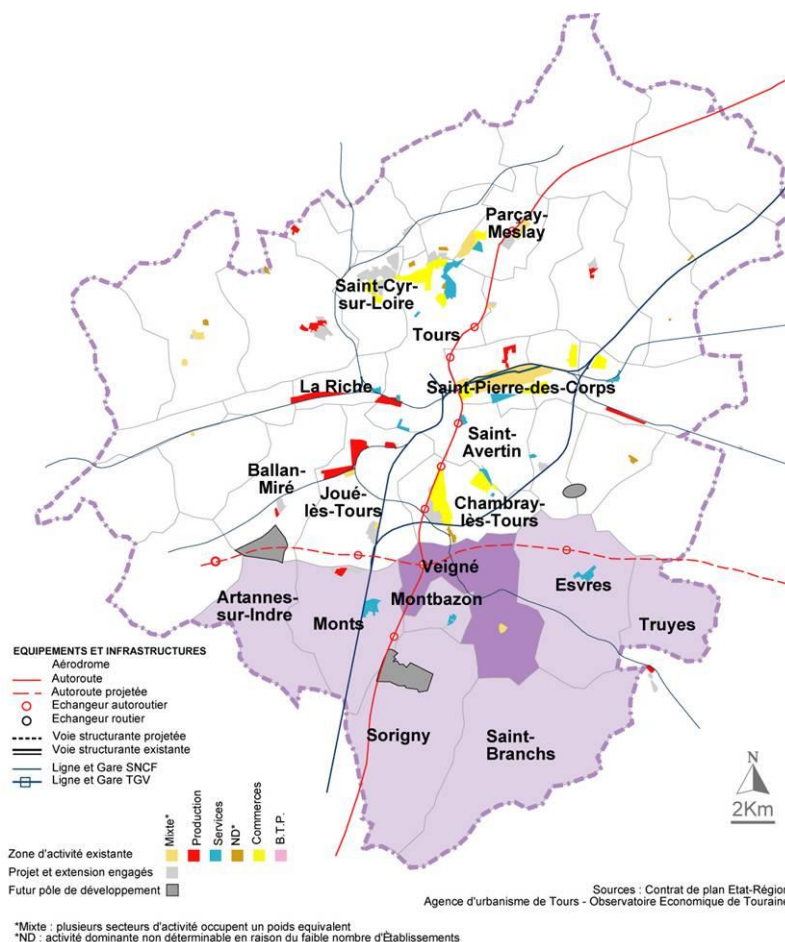 Parçay-
Meslay
Saint-Cyr-
sur-Loire
Tours
La Riche
Saint-Pierre-des-Corps
Saint-
Avertin
Ballan-
Miré
Joué-
lès-Tours
Chambray-
lès-Tours
Veigné
Artannes-
sur-Indre
Monts
Montbazon
Esvres
Truyes
Sorigny
Saint-
Branchs
EQUIPEMENTS ET INFRASTRUCTURES
Aérodrome
Autoroute
Autoroute projetée
Echangeur autoroutier
Echangeur routier
Voie structurante projetée
Voie structurante existante
Ligne et Gare SNCF
Ligne et Gare TGV
N
2Km
Mixte*
Production
Services
ND*
Commerces
B.T.P.
Zone d'activité existante
Projet et extension engagés
Futur pôle de développement
Sources : Contrat de plan Etat-Région
Agence d'urbanisme de Tours - Observatoire Economique de Touraine
*Mixte : plusieurs secteurs d'activité occupent un poids equivalent
*ND : activité dominante non déterminable en raison du faible nombre d'Établissements